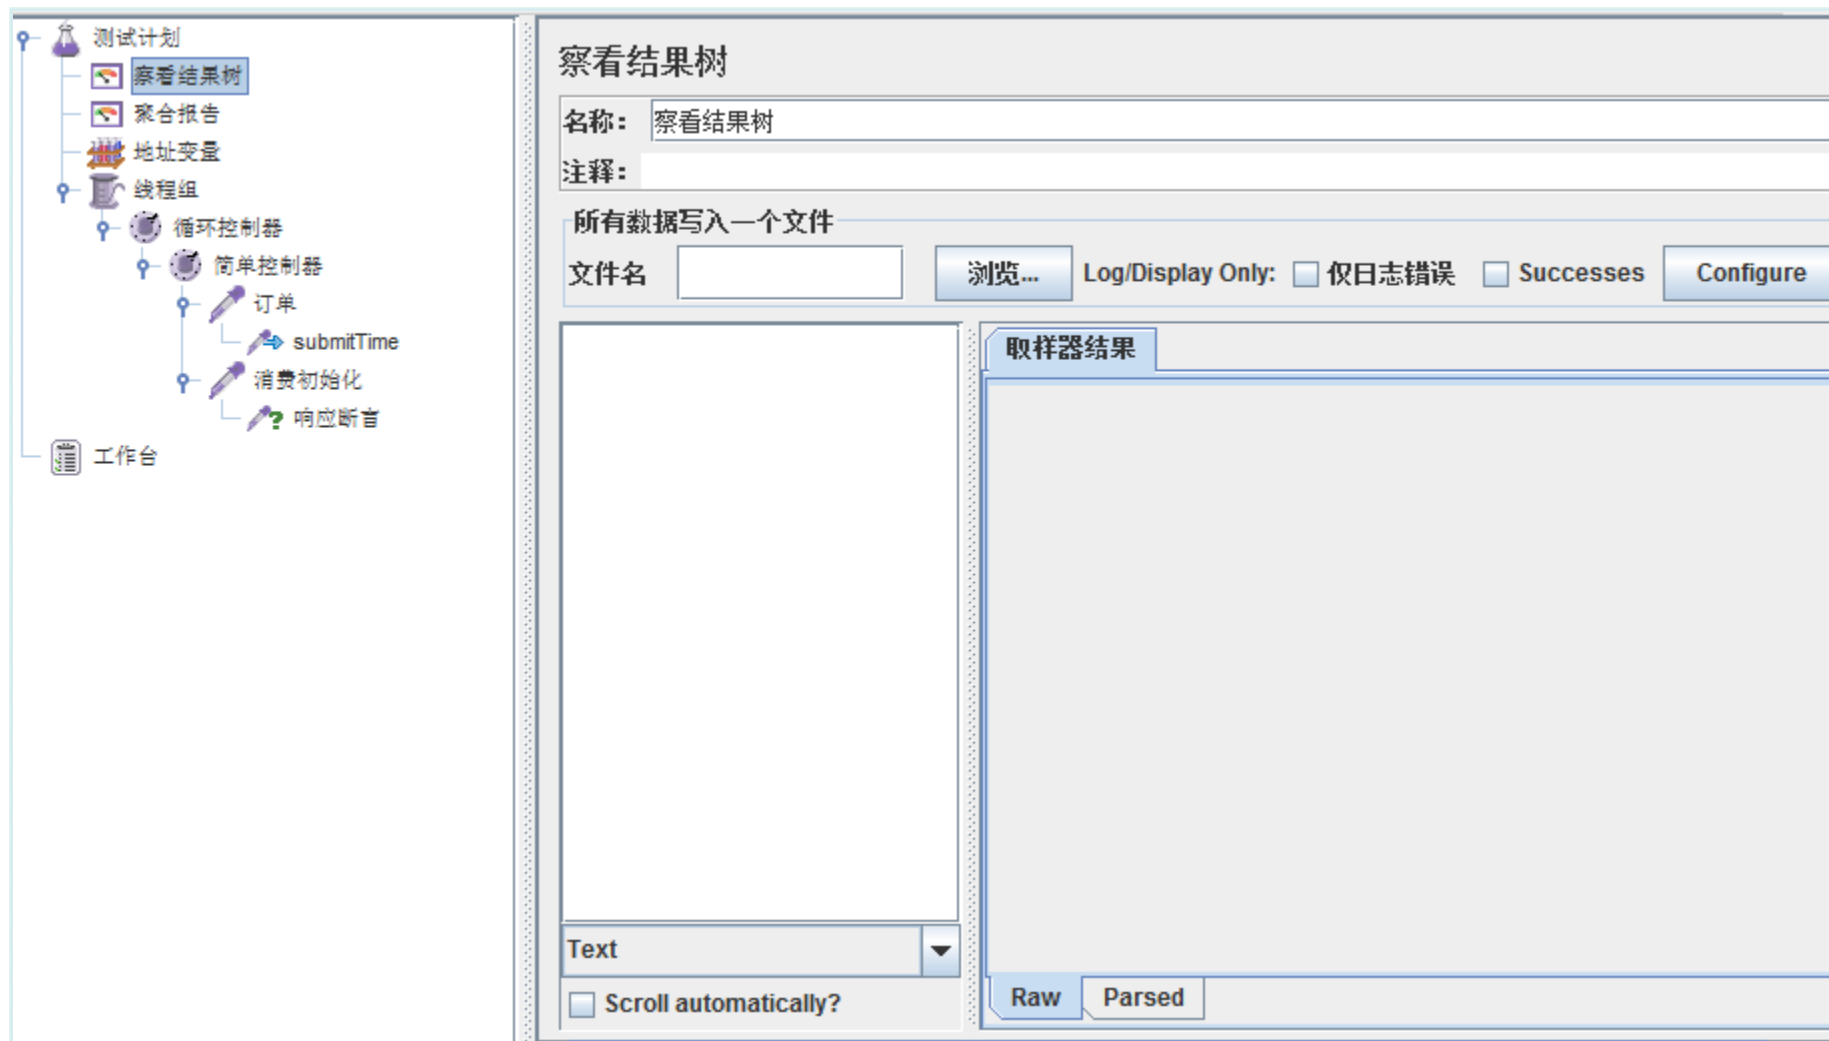 测试计划
察看结果树
聚合报告
地址变量
线程组
循环控制器
简单控制器
订单
submitTime
消费初始化
响应断言
工作台
察看结果树
名称： 察看结果树
注释：
所有数据写入一个文件
文件名 浏览... Log/Display Only: 仅日志错误 Successes Configure
取样器结果
Text
Scroll automatically?
Raw Parsed